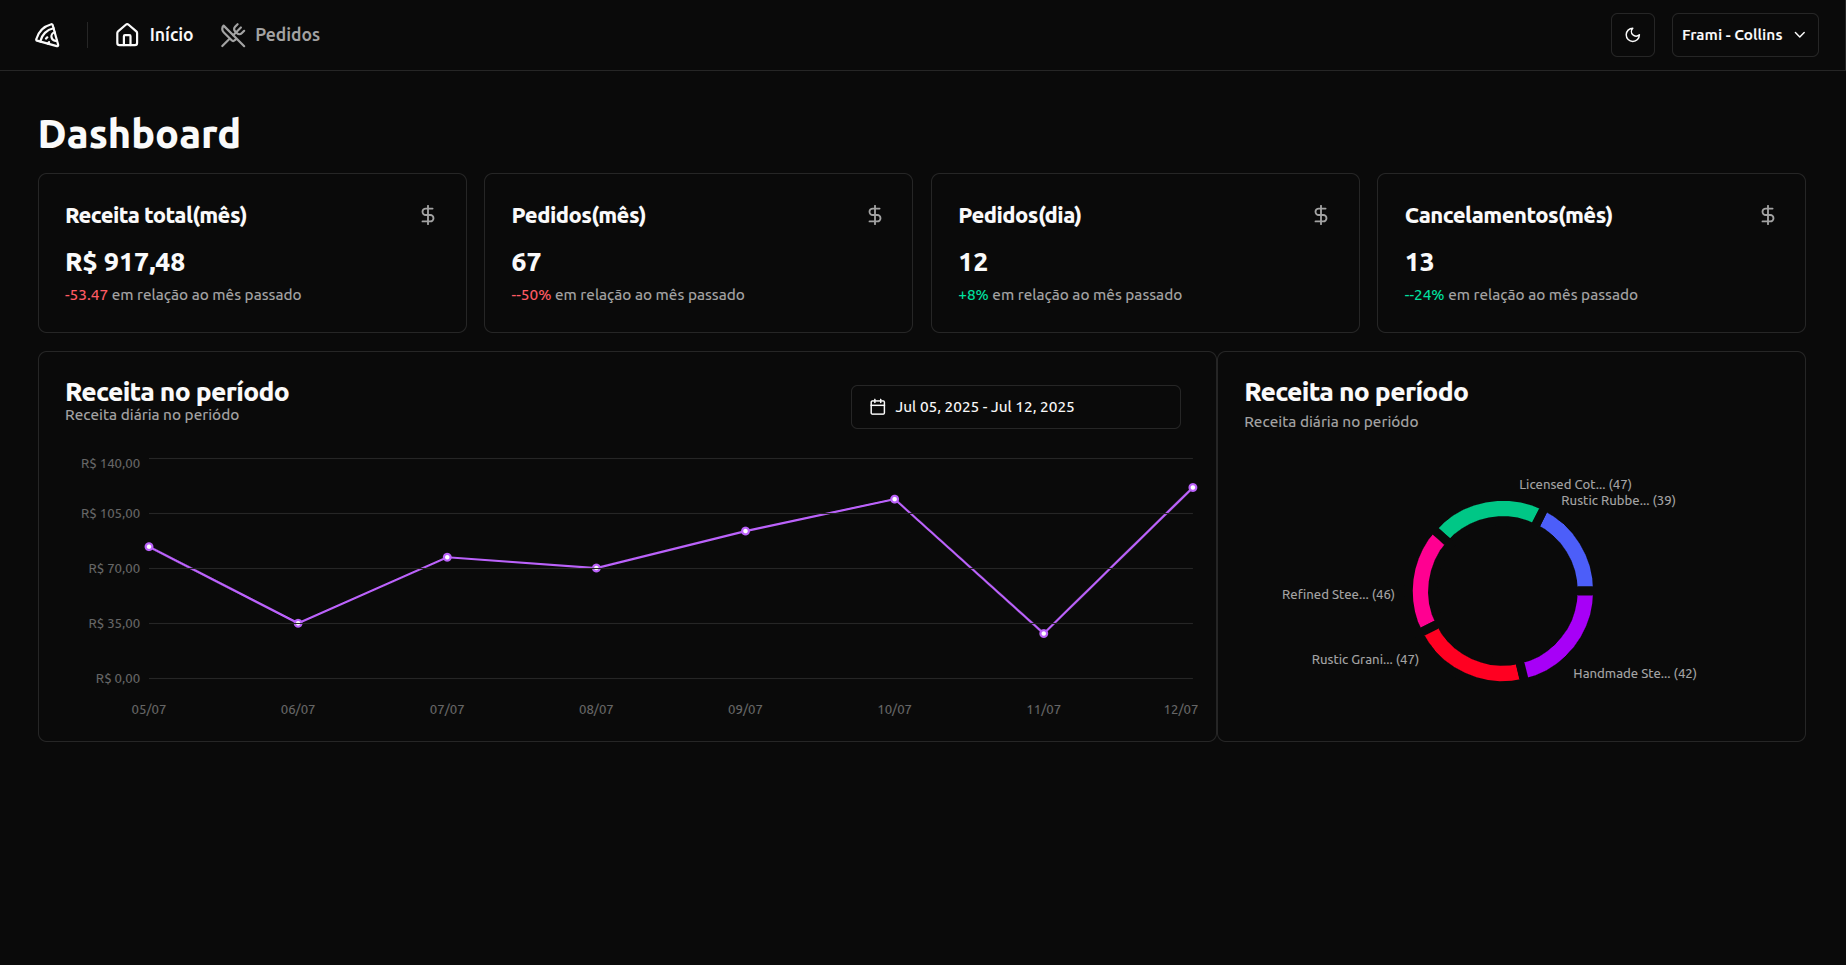 Início
Pedidos
Frami - Collins
Dashboard
Receita total(mês)
$
R$ 917,48
-53.47 em relação ao mês passado
Pedidos(mês)
$
67
--50% em relação ao mês passado
Pedidos(dia)
$
12
+8% em relação ao mês passado
Cancelamentos(mês)
$
13
--24% em relação ao mês passado
Receita no período
Receita diária no periódo
Jul 05, 2025 - Jul 12, 2025
R$ 140,00
R$ 105,00
R$ 70,00
R$ 35,00
R$ 0,00
05/07
06/07
07/07
08/07
09/07
10/07
11/07
12/07
Receita no período
Receita diária no periódo
Licensed Cot... (47)
Rustic Rubbe... (39)
Refined Stee... (46)
Rustic Grani... (47)
Handmade Ste... (42)